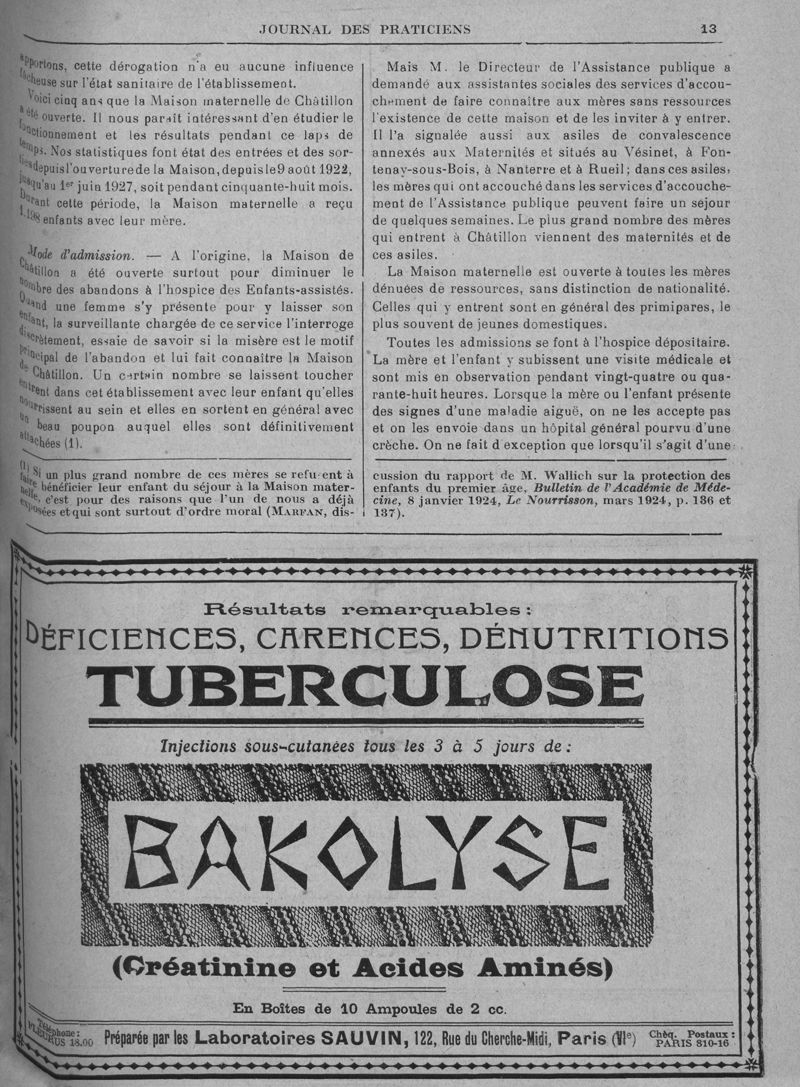 JOURNAL DES PRATICIENS 13
apportons, cette dérogation n'a eu aucune influence
fâcheuse sur l'état sanitaire de l'établissement.
Voici cinq ans que la Maison maternelle de Châtillon
a été ouverte. Il nous paraît intéressant d'en étudier le
fonctionnement et les résultats pendant ce laps de
temps. Nos statistiques font état des entrées et des sor-
ties depuis l'ouverture de la Maison, depuis le 9 août 1922,
jusqu'au 1er juin 1927, soit pendant cinquante-huit mois.
Durant cette période, la Maison maternelle a reçu
1.198 enfants avec leur mère.
Mode d'admission. — A l'origine, la Maison de
Châtillon a été ouverte surtout pour diminuer le
nombre des abandons à l'hospice des Enfants-assistés.
Quand une femme s'y présente pour y laisser son
enfant, la surveillante chargée de ce service l'interroge
discrètement, essaie de savoir si la misère est le motif
principal de l'abandon et lui fait connaître la Maison
de Châtillon. Un certain nombre se laissent toucher
entrent dans cet établissement avec leur enfant qu'elles
nourrissent au sein et elles en sortent en général avec
un beau poupon auquel elles sont définitivement
attachées (1).
(1) Si un plus grand nombre de ces mères se refusent à
faire bénéficier leur enfant du séjour à la Maison mater-
nelle, c'est pour des raisons que l'un de nous a déjà
exposées et qui sont surtout d'ordre moral (MARFAN, dis-
Mais M. le Directeur de l'Assistance publique a
demandé aux assistantes sociales des services d'accou-
chement de faire connaître aux mères sans ressources
l'existence de cette maison et de les inviter à y entrer.
Il l'a signalée aussi aux asiles de convalescence
annexés aux Maternités et situés au Vésinet, à Fon-
tenay-sous-Bois, à Nanterre et à Rueil; dans ces asiles,
les mères qui ont accouché dans les services d'accouche-
ment de l'Assistance publique peuvent faire un séjour
de quelques semaines. Le plus grand nombre des mères
qui entrent à Châtillon viennent des maternités et de
ces asiles.
La Maison maternelle est ouverte à toutes les mères
dénuées de ressources, sans distinction de nationalité.
Celles qui y entrent sont en général des primipares, le
plus souvent de jeunes domestiques.
Toutes les admissions se font à l'hospice dépositaire.
La mère et l'enfant y subissent une visite médicale et
sont mis en observation pendant vingt-quatre ou qua-
rante-huit heures. Lorsque la mère ou l'enfant présente
des signes d'une maladie aiguë, on ne les accepte pas
et on les envoie dans un hôpital général pourvu d'une
crèche. On ne fait d'exception que lorsqu'il s'agit d'une
cussion du rapport de M. Wallich sur la protection des
enfants du premier âge, Bulletin de l'Académie de Méde-
cine, 8 janvier 1924, Le Nourrisson, mars 1924, p. 136 et
137).
Résultats remarquables :
DÉFICIENCES, CARENCES, DÉNUTRITIONS
TUBERCULOSE
Injections sous-cutanées tous les 3 à 5 jours de :
BAKOLYSE
(Créatinine et Acides Aminés)
En Boîtes de 10 Ampoules de 2 cc.
Téléphone :
FLEURUS 18.00
Préparée par les Laboratoires SAUVIN, 122, Rue du Cherche-Midi, Paris (VIe)
Chèq. Postaux :
PARIS 810-16